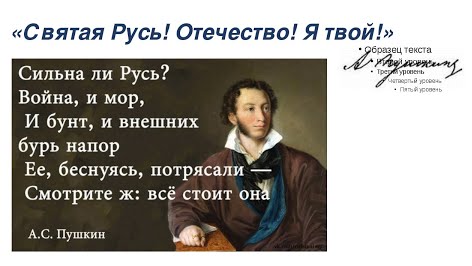 «Святая Русь! Отечество! Я твой!»
Сильна ли Русь?
Война, и мор,
И бунт, и внешних
бурь напор
Ее, беснуясь, потрясали —
Смотрите ж: всё стоит она
А.С. Пушкин
• Образец текста
• Второй уровень
• Третий уровень
• Четвертый уровень
• Пятый уровень
А. Пушкин